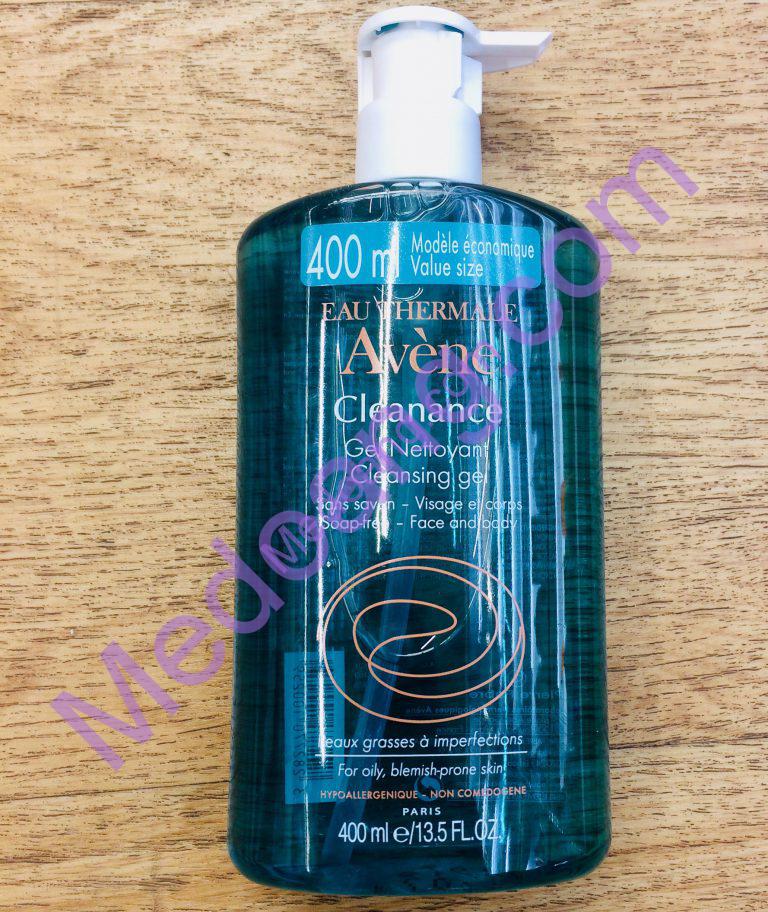 400 ml
Modèle économique
Value size
EAU THERMALE
Avène
Cleanance
Gel Nettoyant
Cleansing gel
Sans savon - Visage et corps
Soap-free - Face and body
Peaux grasses à imperfections
For oily, blemish-prone skin
HYPOALLERGENIQUE - NON COMEDOGENE
PARIS
400 ml e/13.5 FL.OZ.